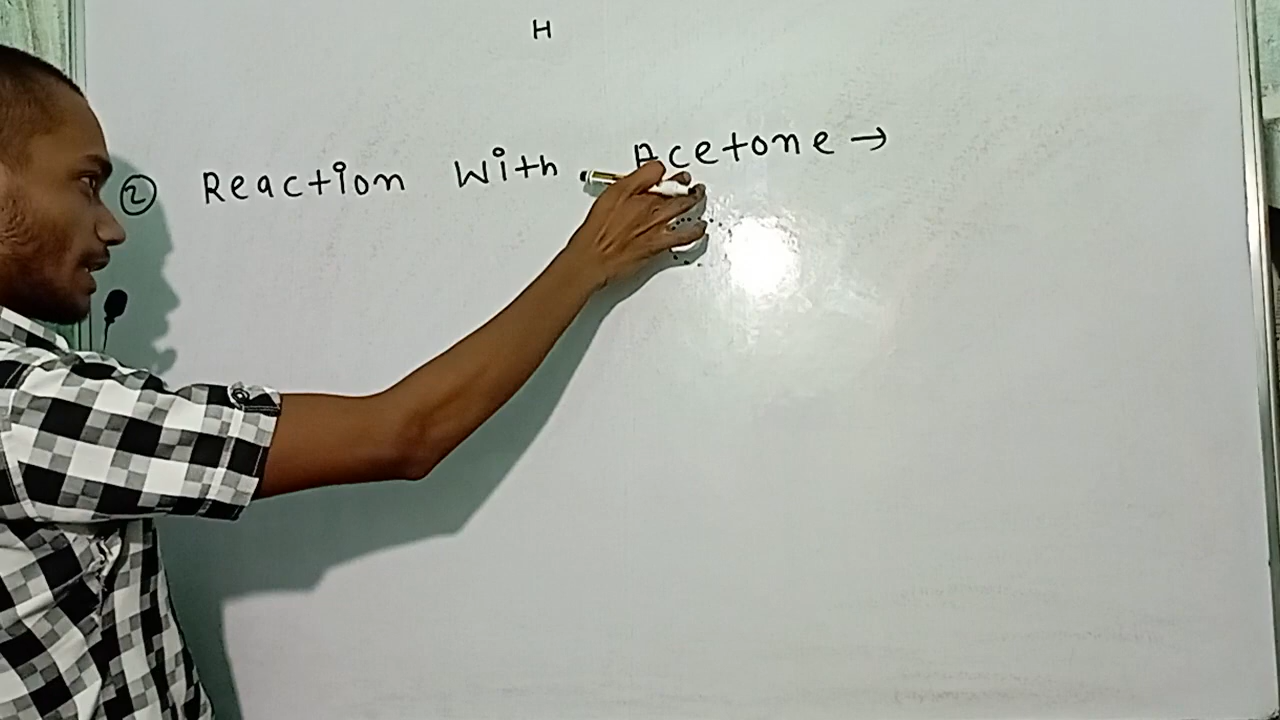 H
② Reaction With Acetone →